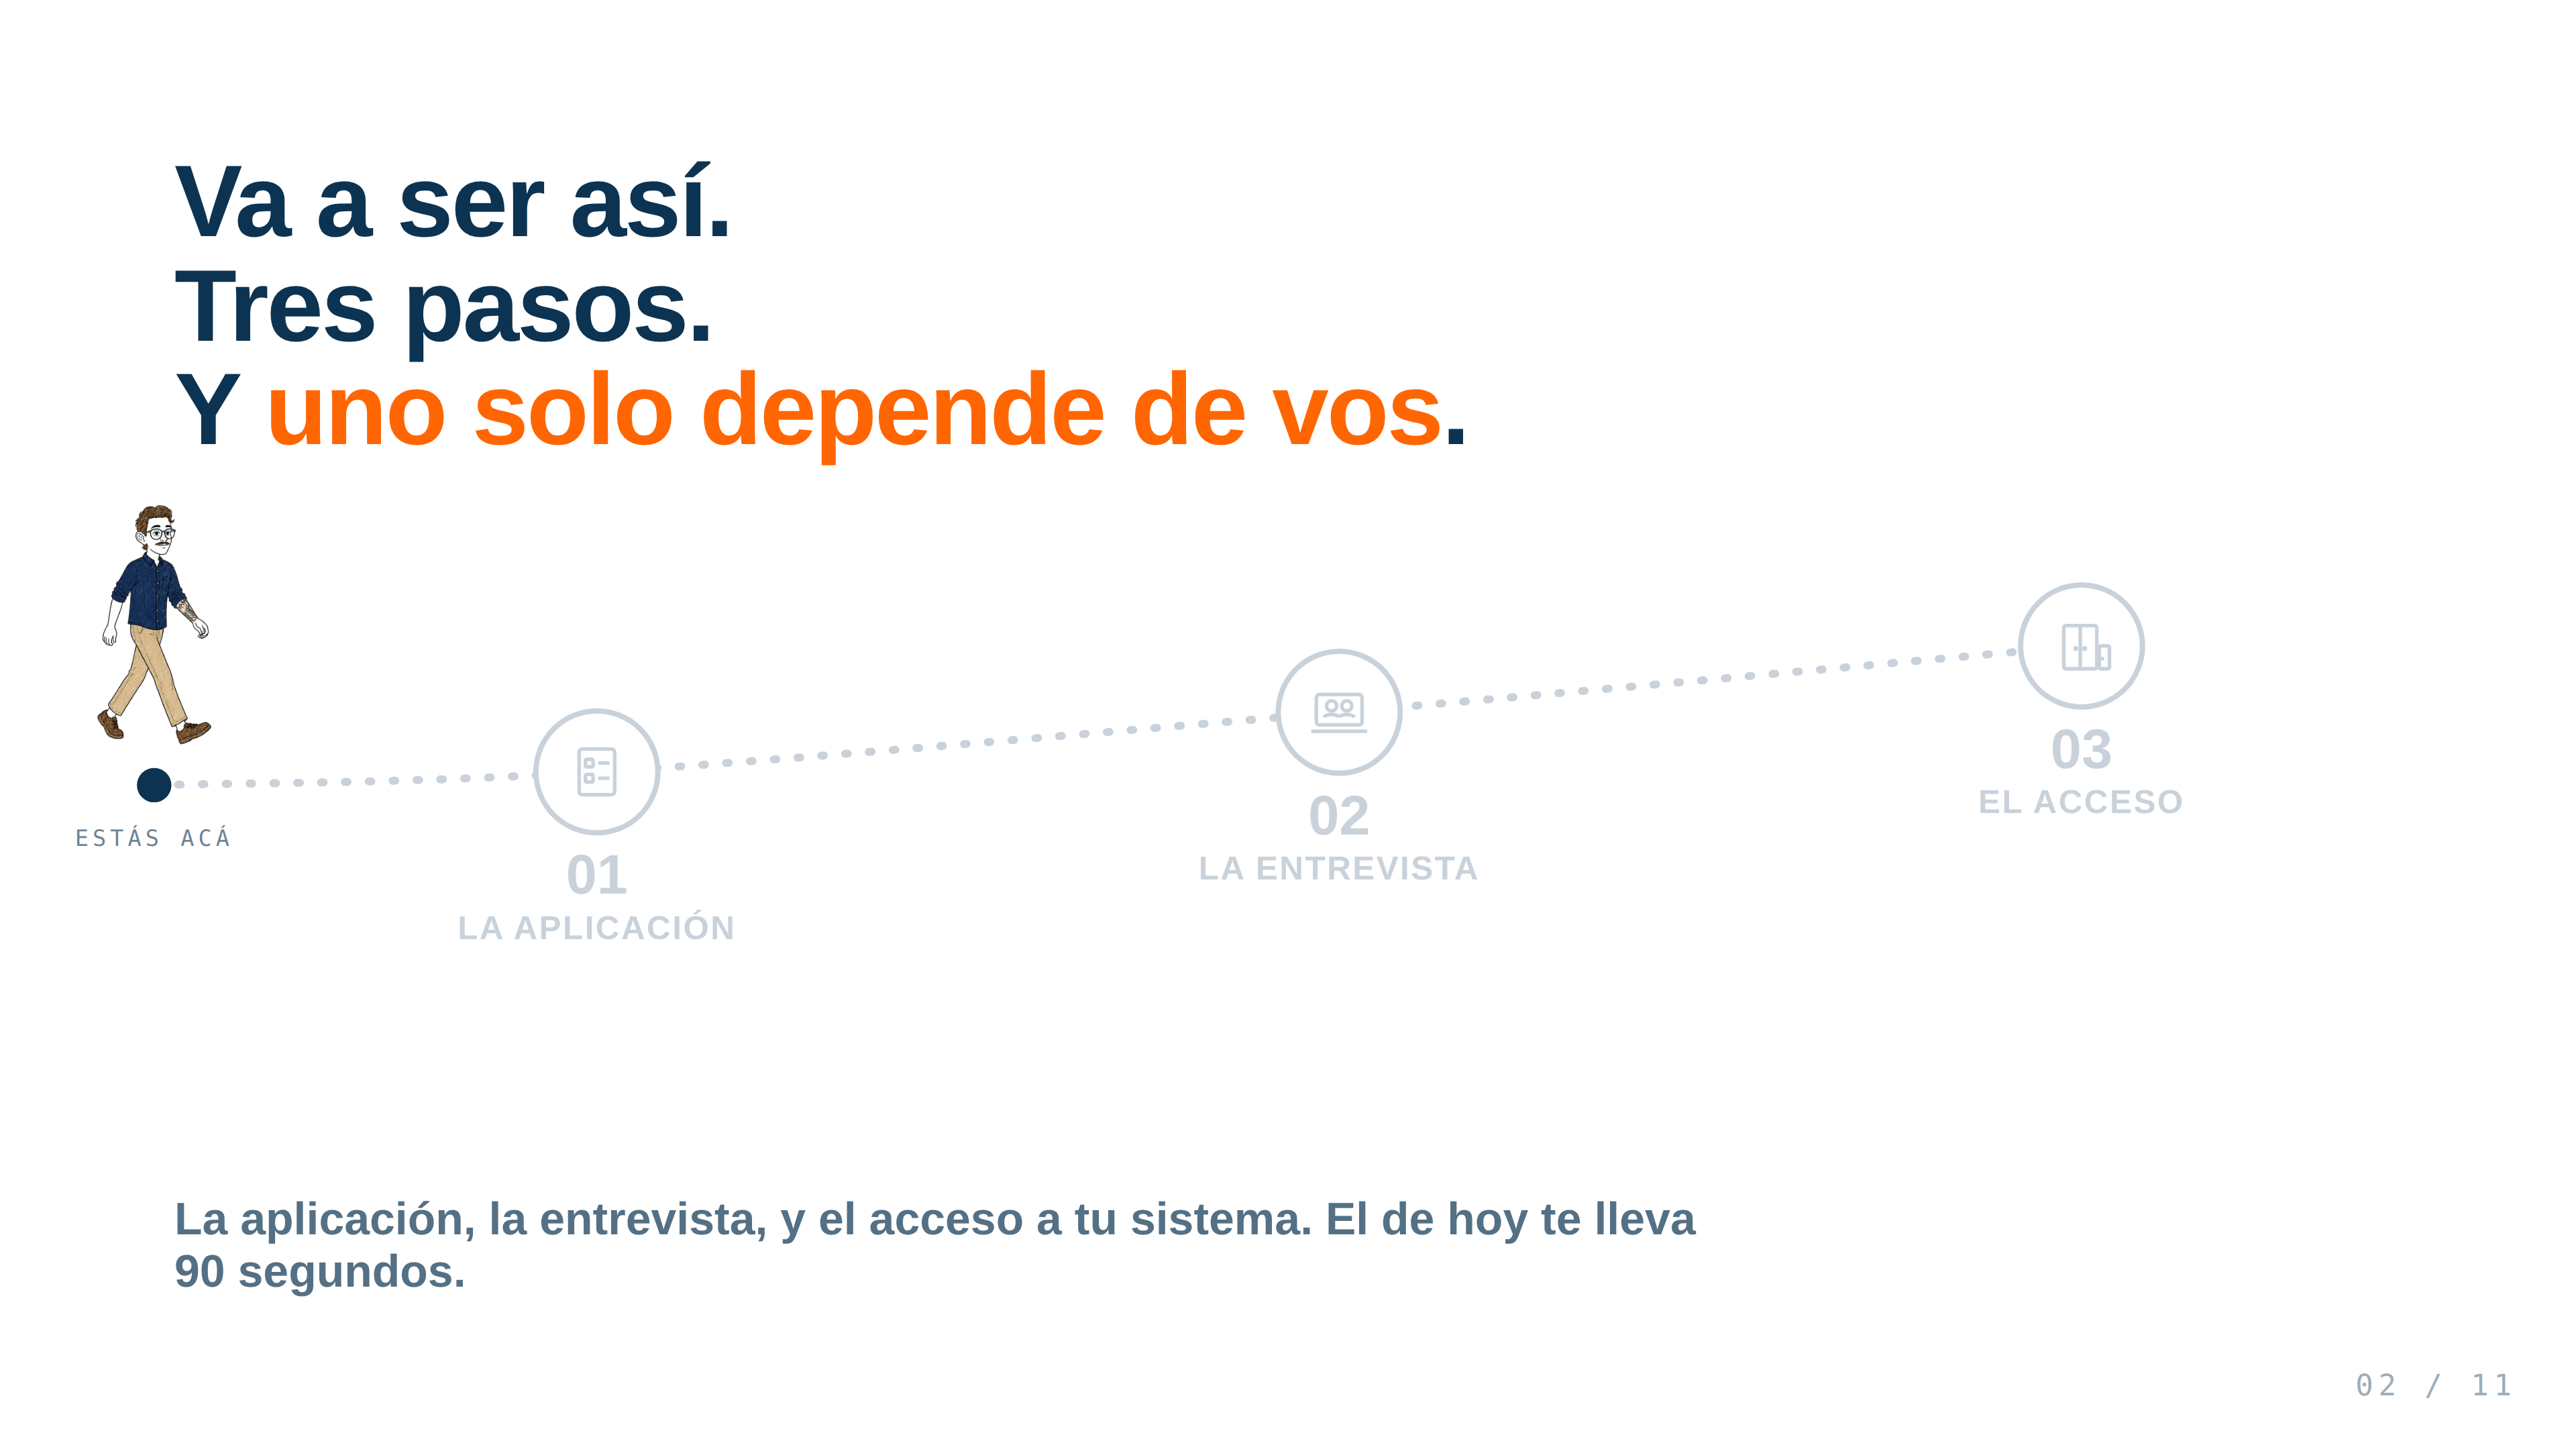 Va a ser así.
Tres pasos.
Y uno solo depende de vos.
ESTÁS ACÁ
01
LA APLICACIÓN
02
LA ENTREVISTA
03
EL ACCESO
La aplicación, la entrevista, y el acceso a tu sistema. El de hoy te lleva
90 segundos.
02 / 11